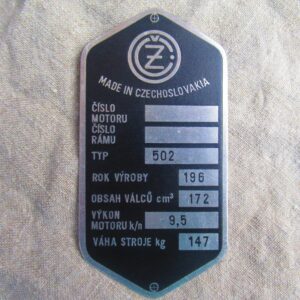 ČZ
MADE IN CZECHOSLOVAKIA
ČÍSLO
MOTORU
ČÍSLO
RÁMU
TYP 502
ROK VÝROBY 196
OBSAH VÁLCŮ cm³ 172
VÝKON
MOTORU k/n 9,5
VÁHA STROJE kg 147